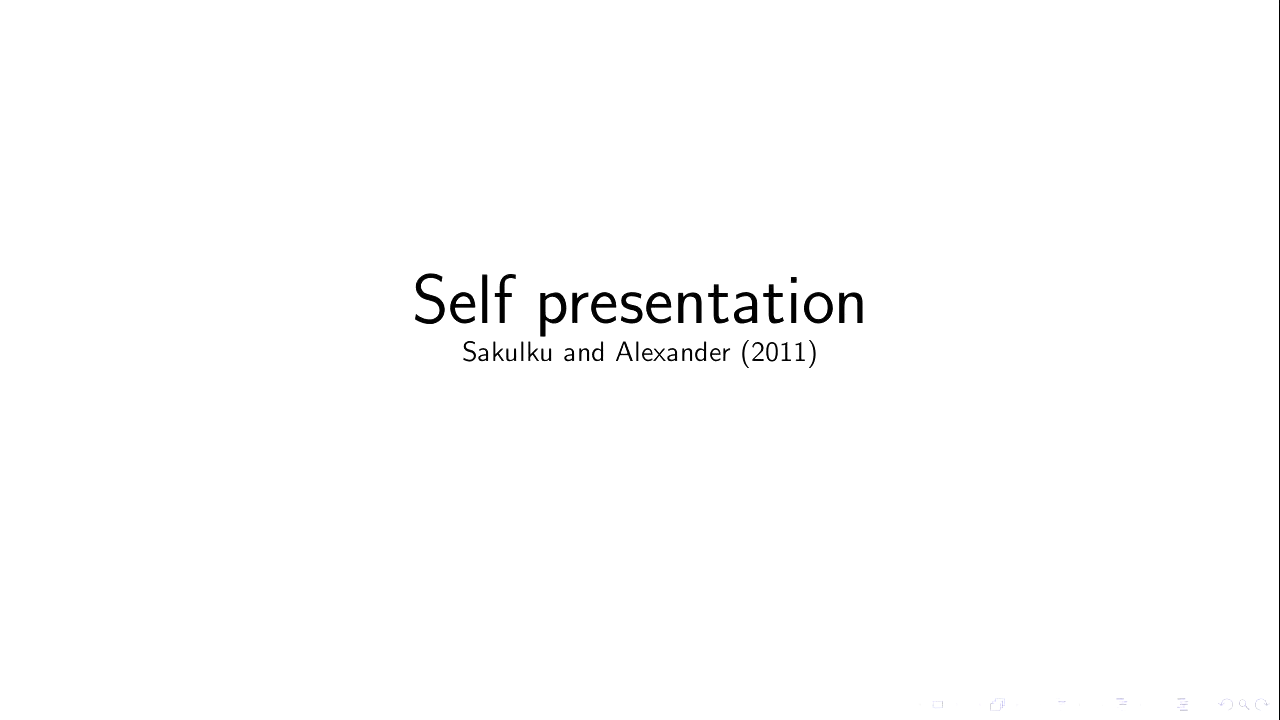 Self presentation
Sakulku and Alexander (2011)